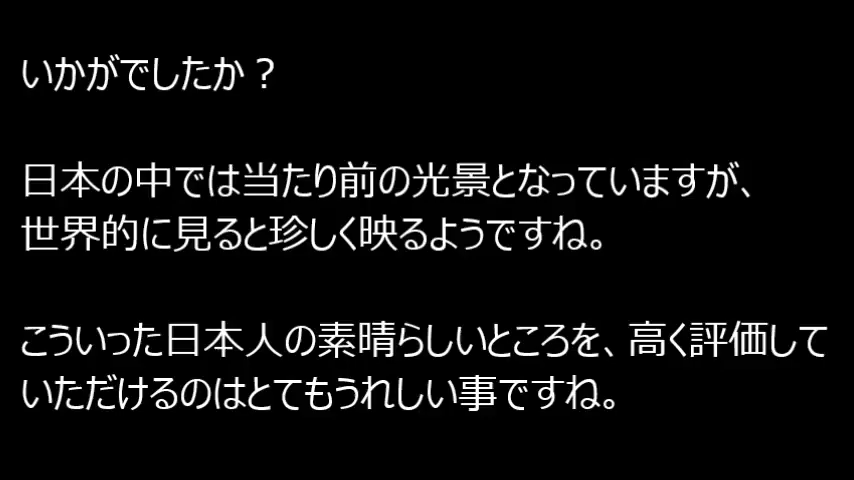 いかがでしたか？
日本の中では当たり前の光景となっていますが、
世界的に見ると珍しく映るようですね。
こういった日本人の素晴らしいところを、高く評価して
いただけるのはとてもうれしい事ですね。